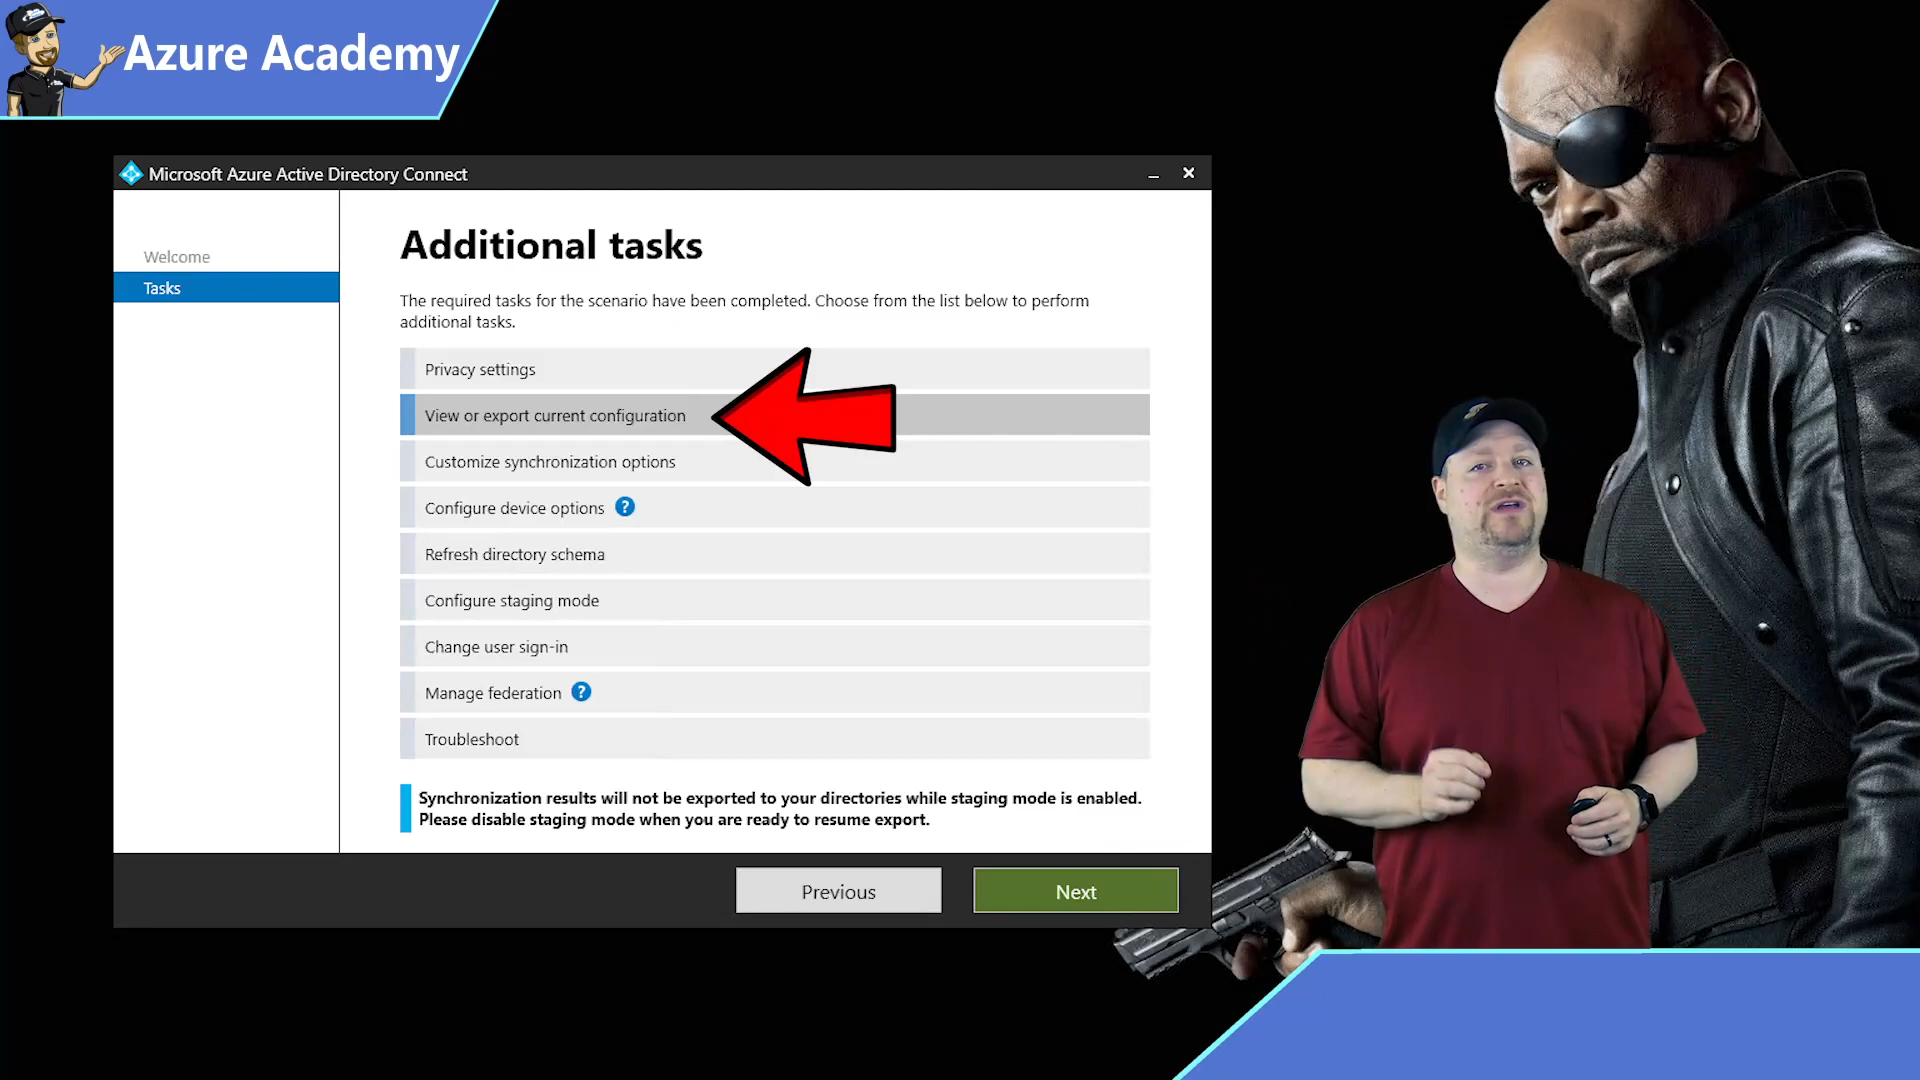 Azure Academy
Microsoft Azure Active Directory Connect
Welcome
Tasks
Additional tasks
The required tasks for the scenario have been completed. Choose from the list below to perform
additional tasks.
Privacy settings
View or export current configuration
Customize synchronization options
Configure device options ?
Refresh directory schema
Configure staging mode
Change user sign-in
Manage federation ?
Troubleshoot
Synchronization results will not be exported to your directories while staging mode is enabled.
Please disable staging mode when you are ready to resume export.
Previous
Next